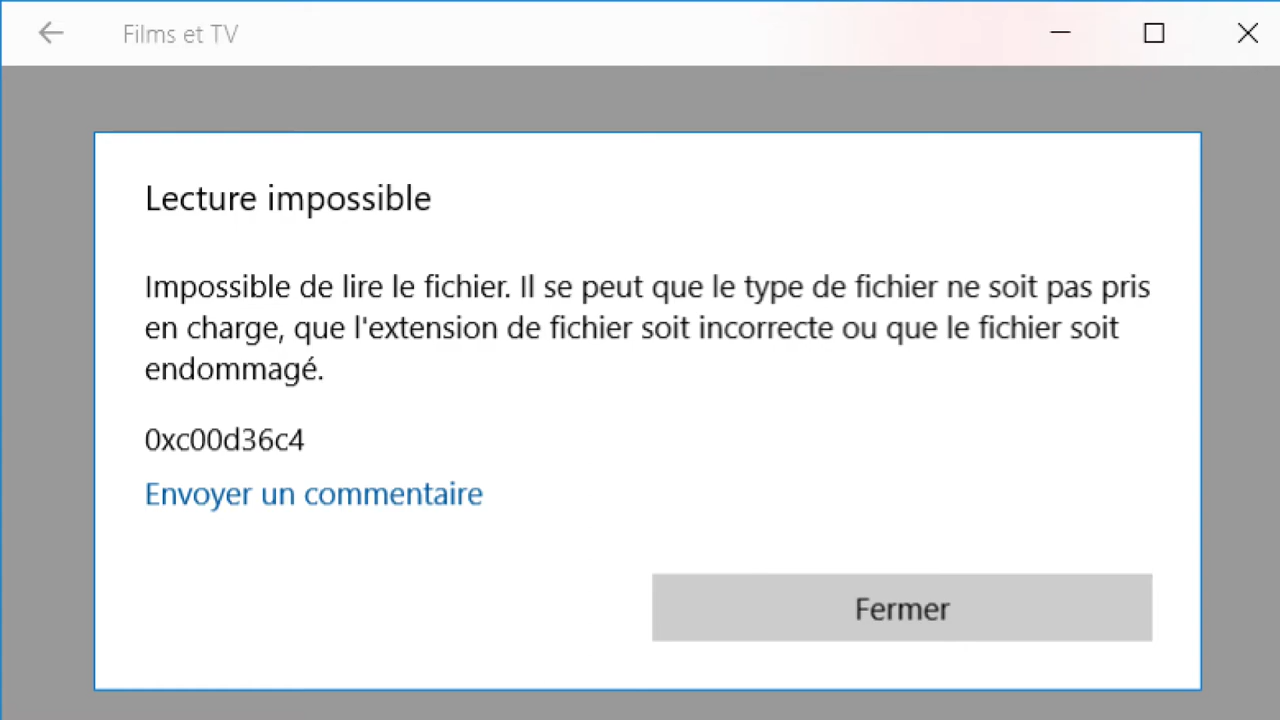 Films et TV
Lecture impossible
Impossible de lire le fichier. Il se peut que le type de fichier ne soit pas pris
en charge, que l'extension de fichier soit incorrecte ou que le fichier soit
endommagé.
0xc00d36c4
Envoyer un commentaire
Fermer